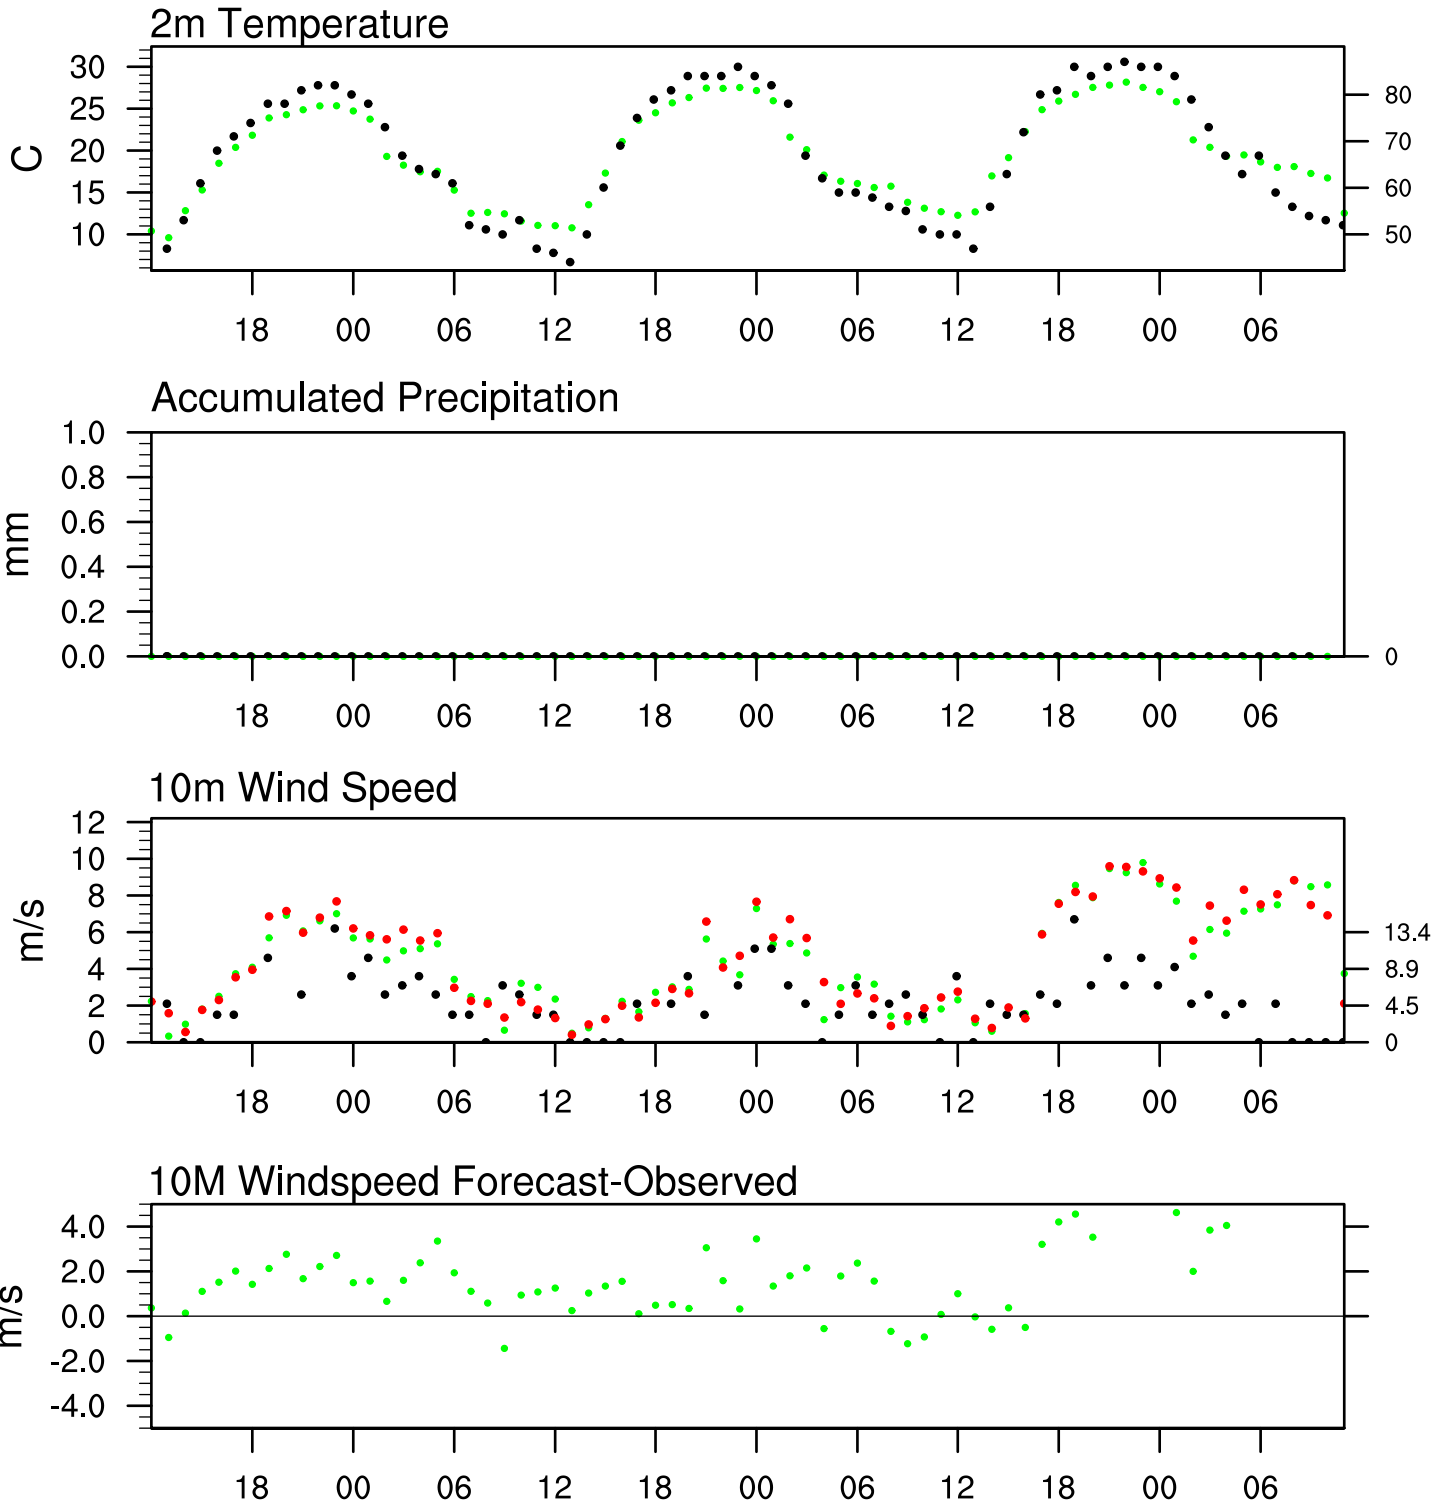 2m Temperature
C
30
25
20
15
10
80
70
60
50
18 00 06 12 18 00 06 12 18 00 06
Accumulated Precipitation
mm
1.0
0.8
0.6
0.4
0.2
0.0
0
18 00 06 12 18 00 06 12 18 00 06
10m Wind Speed
m/s
12
10
8
6
4
2
0
13.4
8.9
4.5
0
18 00 06 12 18 00 06 12 18 00 06
10M Windspeed Forecast-Observed
m/s
4.0
2.0
0.0
-2.0
-4.0
18 00 06 12 18 00 06 12 18 00 06